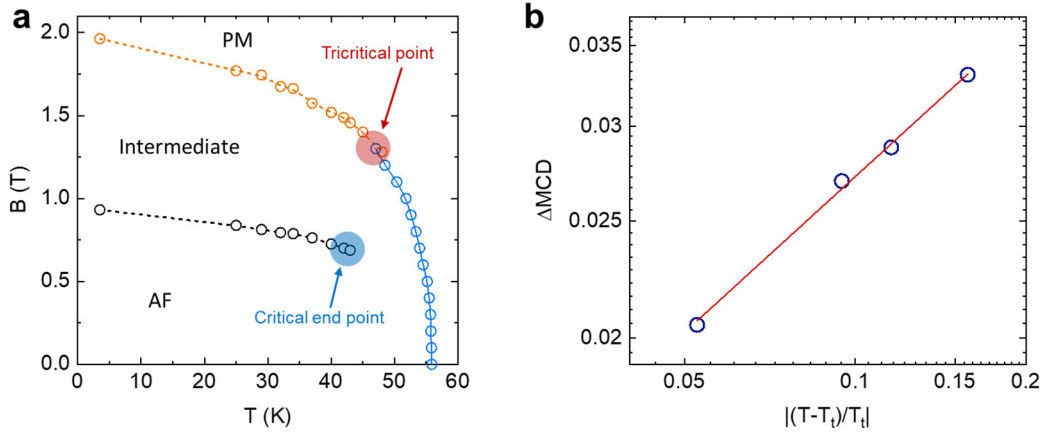 a
PM
Tricritical point
Intermediate
AF
Critical end point
B (T)
2.0
1.5
1.0
0.5
0.0
0 10 20 30 40 50 60
T (K)
b
ΔMCD
0.035
0.03
0.025
0.02
0.05 0.1 0.15 0.2
|(T-Tₜ)/Tₜ|